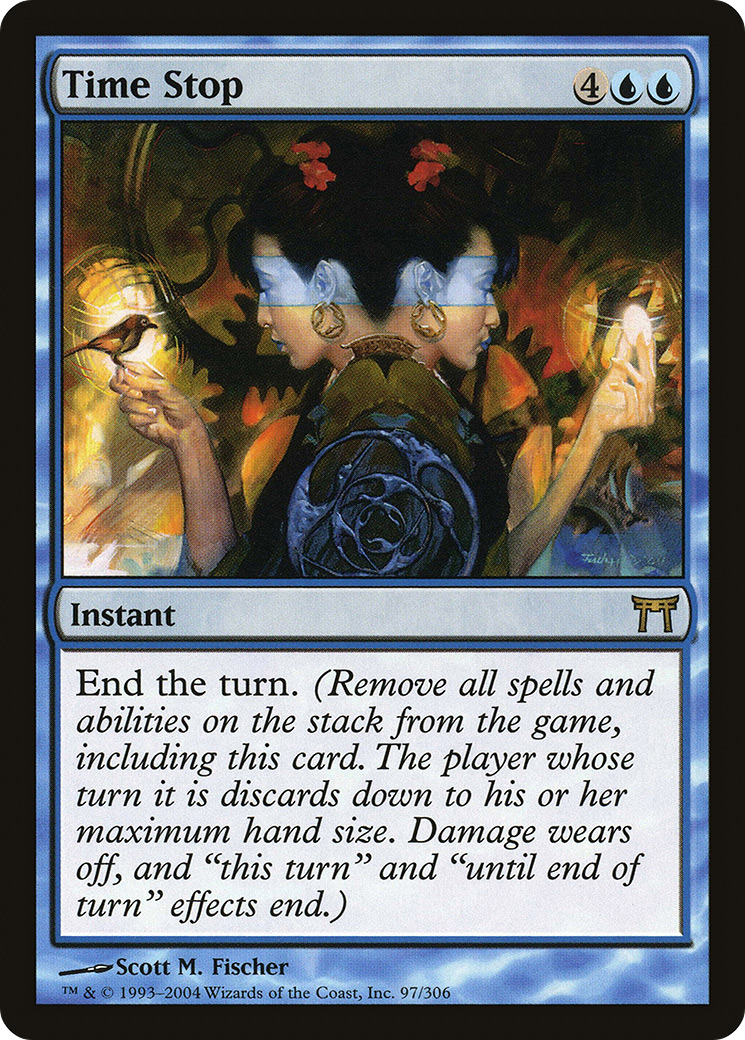 Time Stop 4
Instant
End the turn. (Remove all spells and
abilities on the stack from the game,
including this card. The player whose
turn it is discards down to his or her
maximum hand size. Damage wears
off, and “this turn” and “until end of
turn” effects end.)
Scott M. Fischer
™ & © 1993–2004 Wizards of the Coast, Inc. 97/306